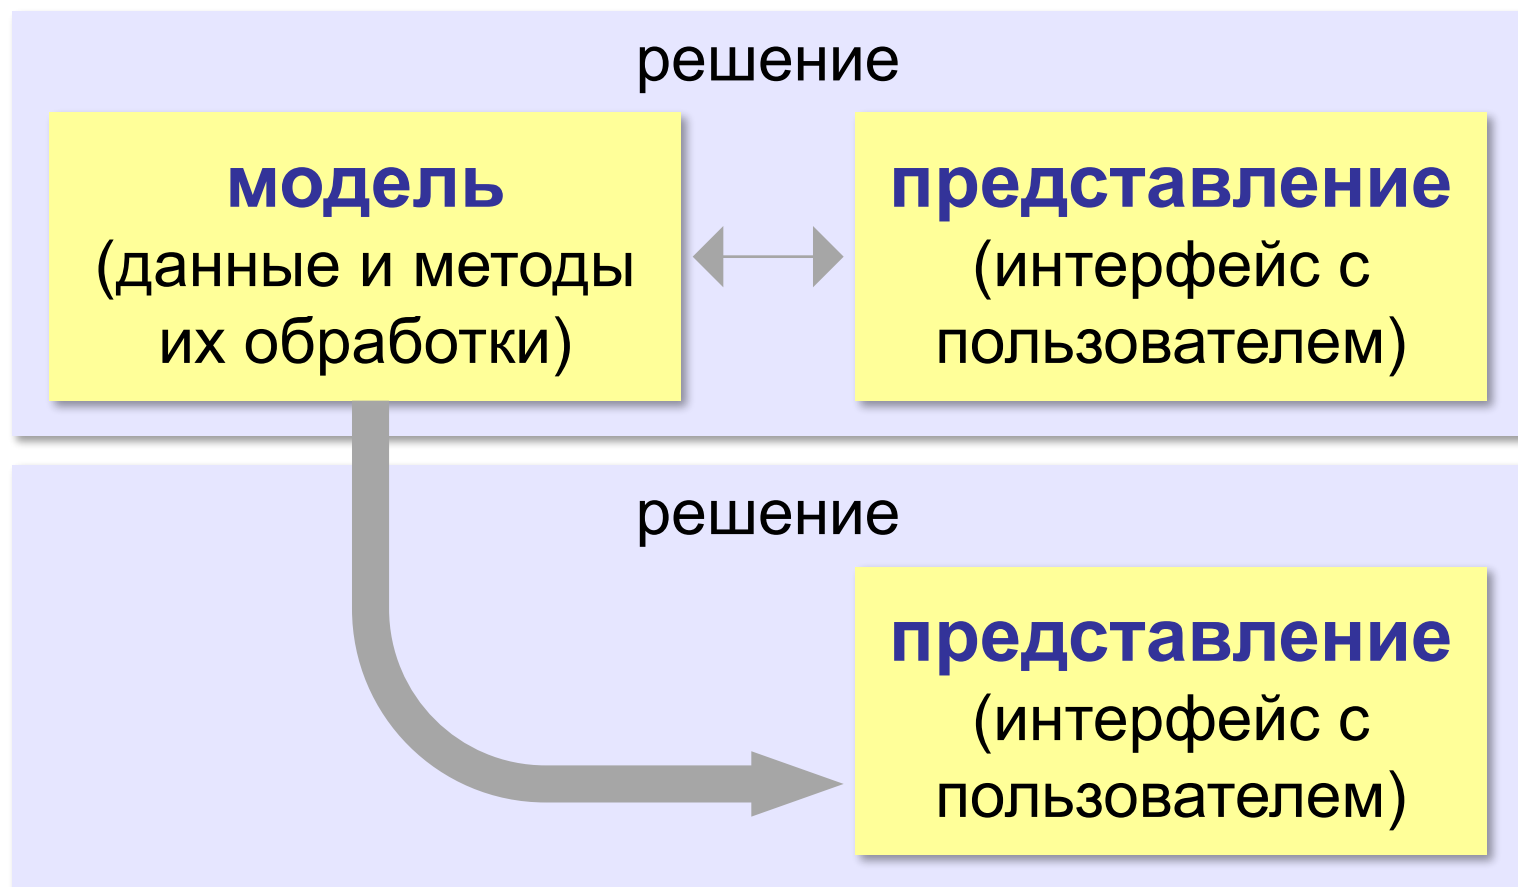 решение
модель
(данные и методы
их обработки)
представление
(интерфейс с
пользователем)
решение
представление
(интерфейс с
пользователем)